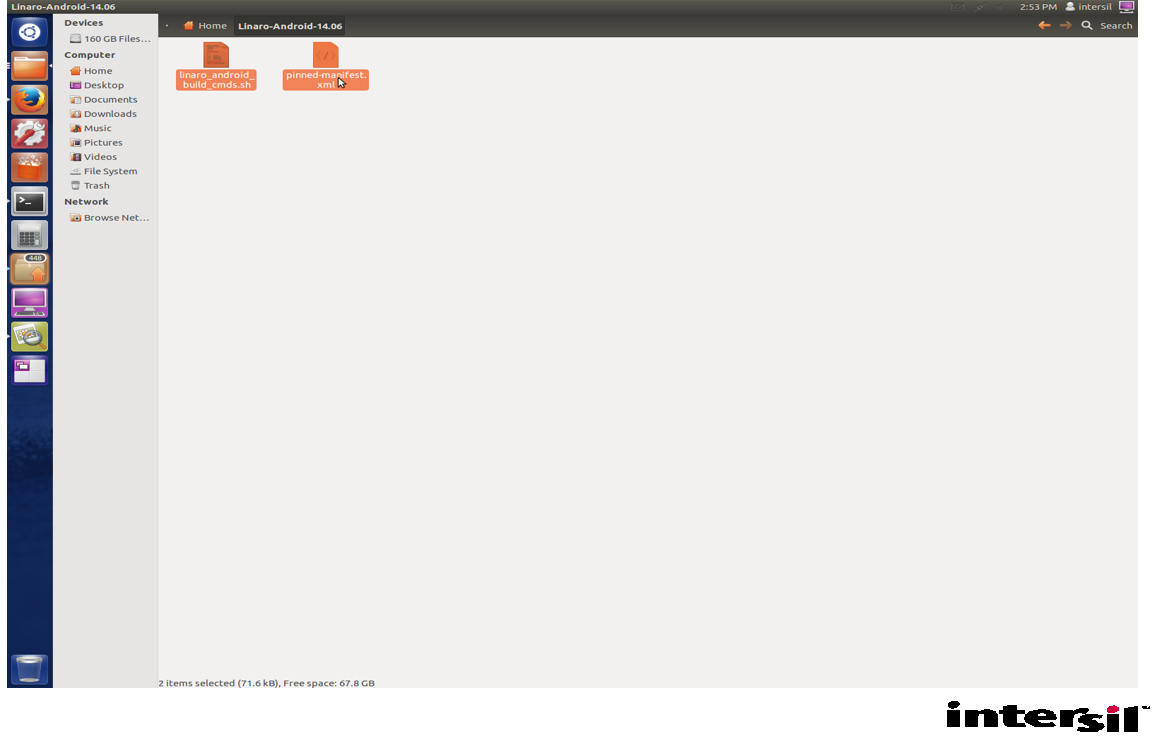 Linaro-Android-14.06
2:53 PM
intersil
Devices
160 GB Files...
Computer
Home
Desktop
Documents
Downloads
Music
Pictures
Videos
File System
Trash
Network
Browse Net...
Home
Linaro-Android-14.06
Search
linaro_android_
build_cmds.sh
pinned-manifest.
xml
448
2 items selected (71.6 kB), Free space: 67.8 GB
intersil